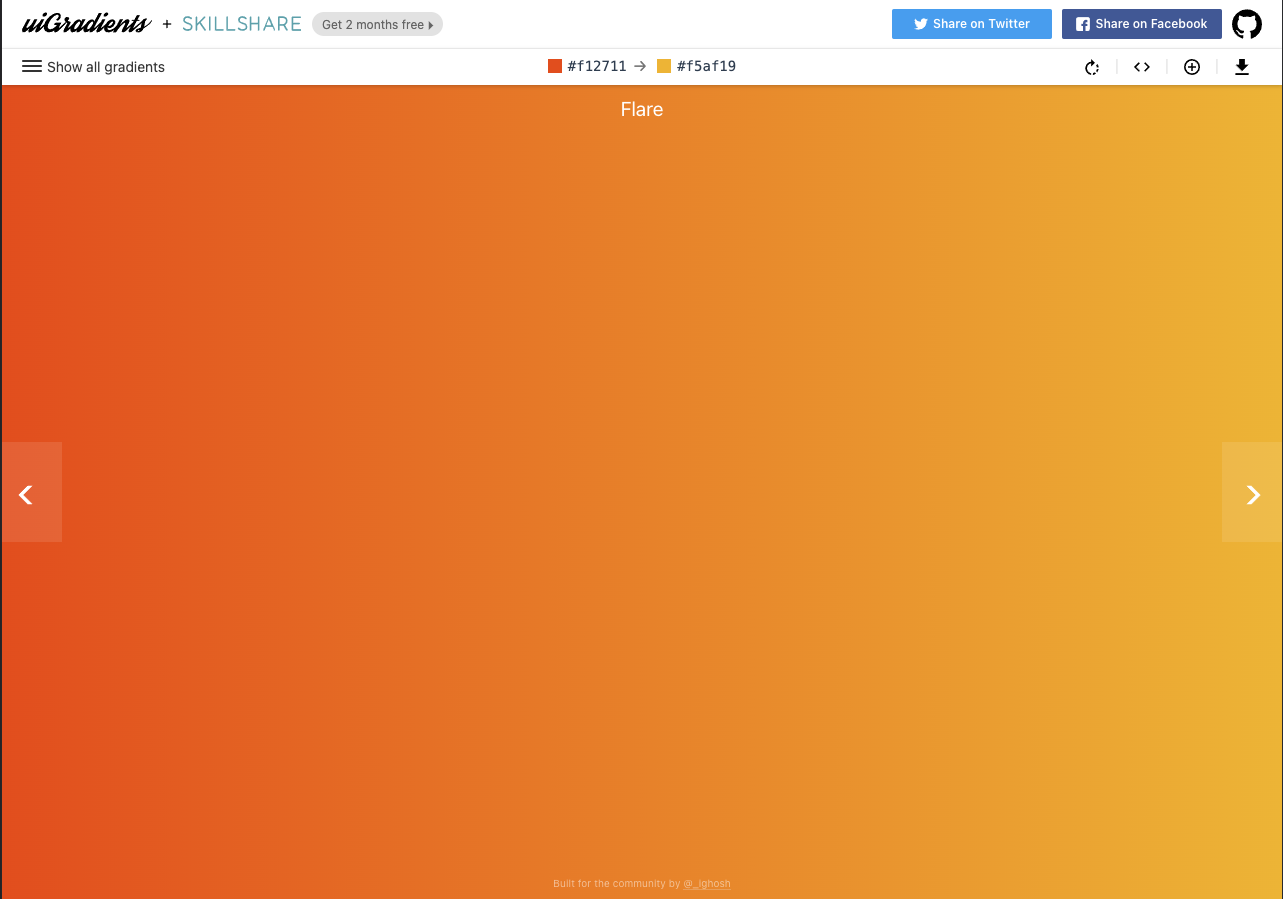 uiGradients + SKILLSHARE Get 2 months free
Share on Twitter
Share on Facebook
Show all gradients
#f12711 → #f5af19
< >
Flare
Built for the community by @_ighosh